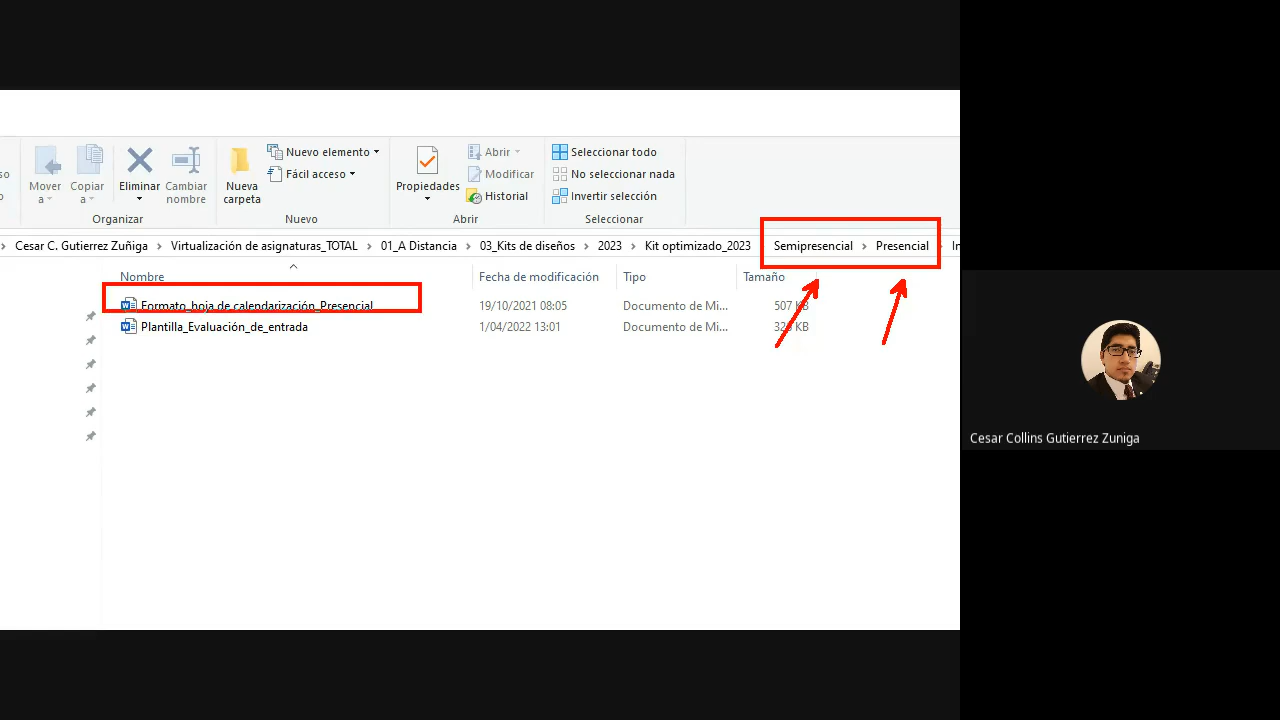 so
o
Mover a
Copiar a
Eliminar
Cambiar nombre
Organizar
Nueva carpeta
Nuevo elemento
Fácil acceso
Nuevo
Propiedades
Abrir
Modificar
Historial
Abrir
Seleccionar todo
No seleccionar nada
Invertir selección
Seleccionar
Cesar C. Gutierrez Zuñiga > Virtualización de asignaturas_TOTAL > 01_A Distancia > 03_Kits de diseños > 2023 > Kit optimizado_2023 Semipresencial > Presencial
Nombre Fecha de modificación Tipo Tamaño
Formato_hoja de calendarización_Presencial 19/10/2021 08:05 Documento de Mi... 507 KB
Plantilla_Evaluación_de_entrada 1/04/2022 13:01 Documento de Mi... KB
Cesar Collins Gutierrez Zuniga